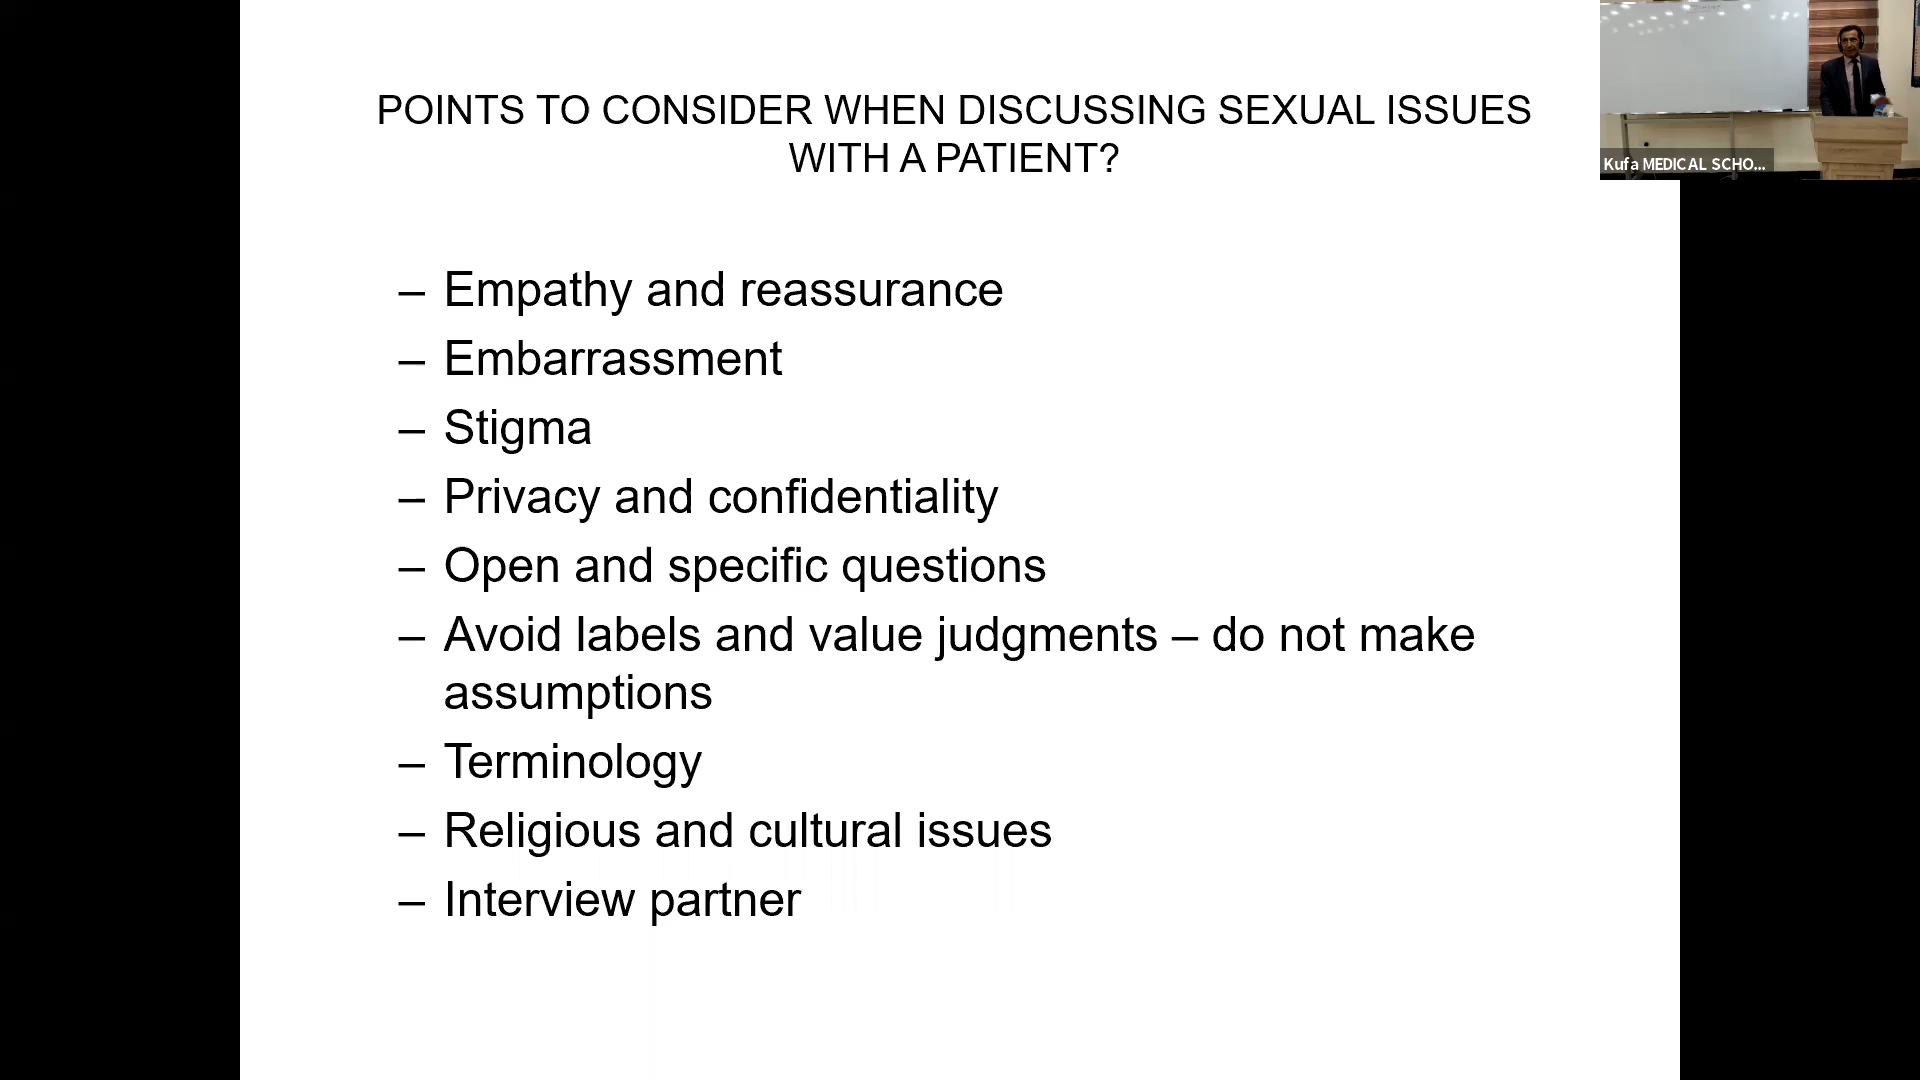 POINTS TO CONSIDER WHEN DISCUSSING SEXUAL ISSUES
WITH A PATIENT?
– Empathy and reassurance
– Embarrassment
– Stigma
– Privacy and confidentiality
– Open and specific questions
– Avoid labels and value judgments – do not make
assumptions
– Terminology
– Religious and cultural issues
– Interview partner
Kufa MEDICAL SCHO...